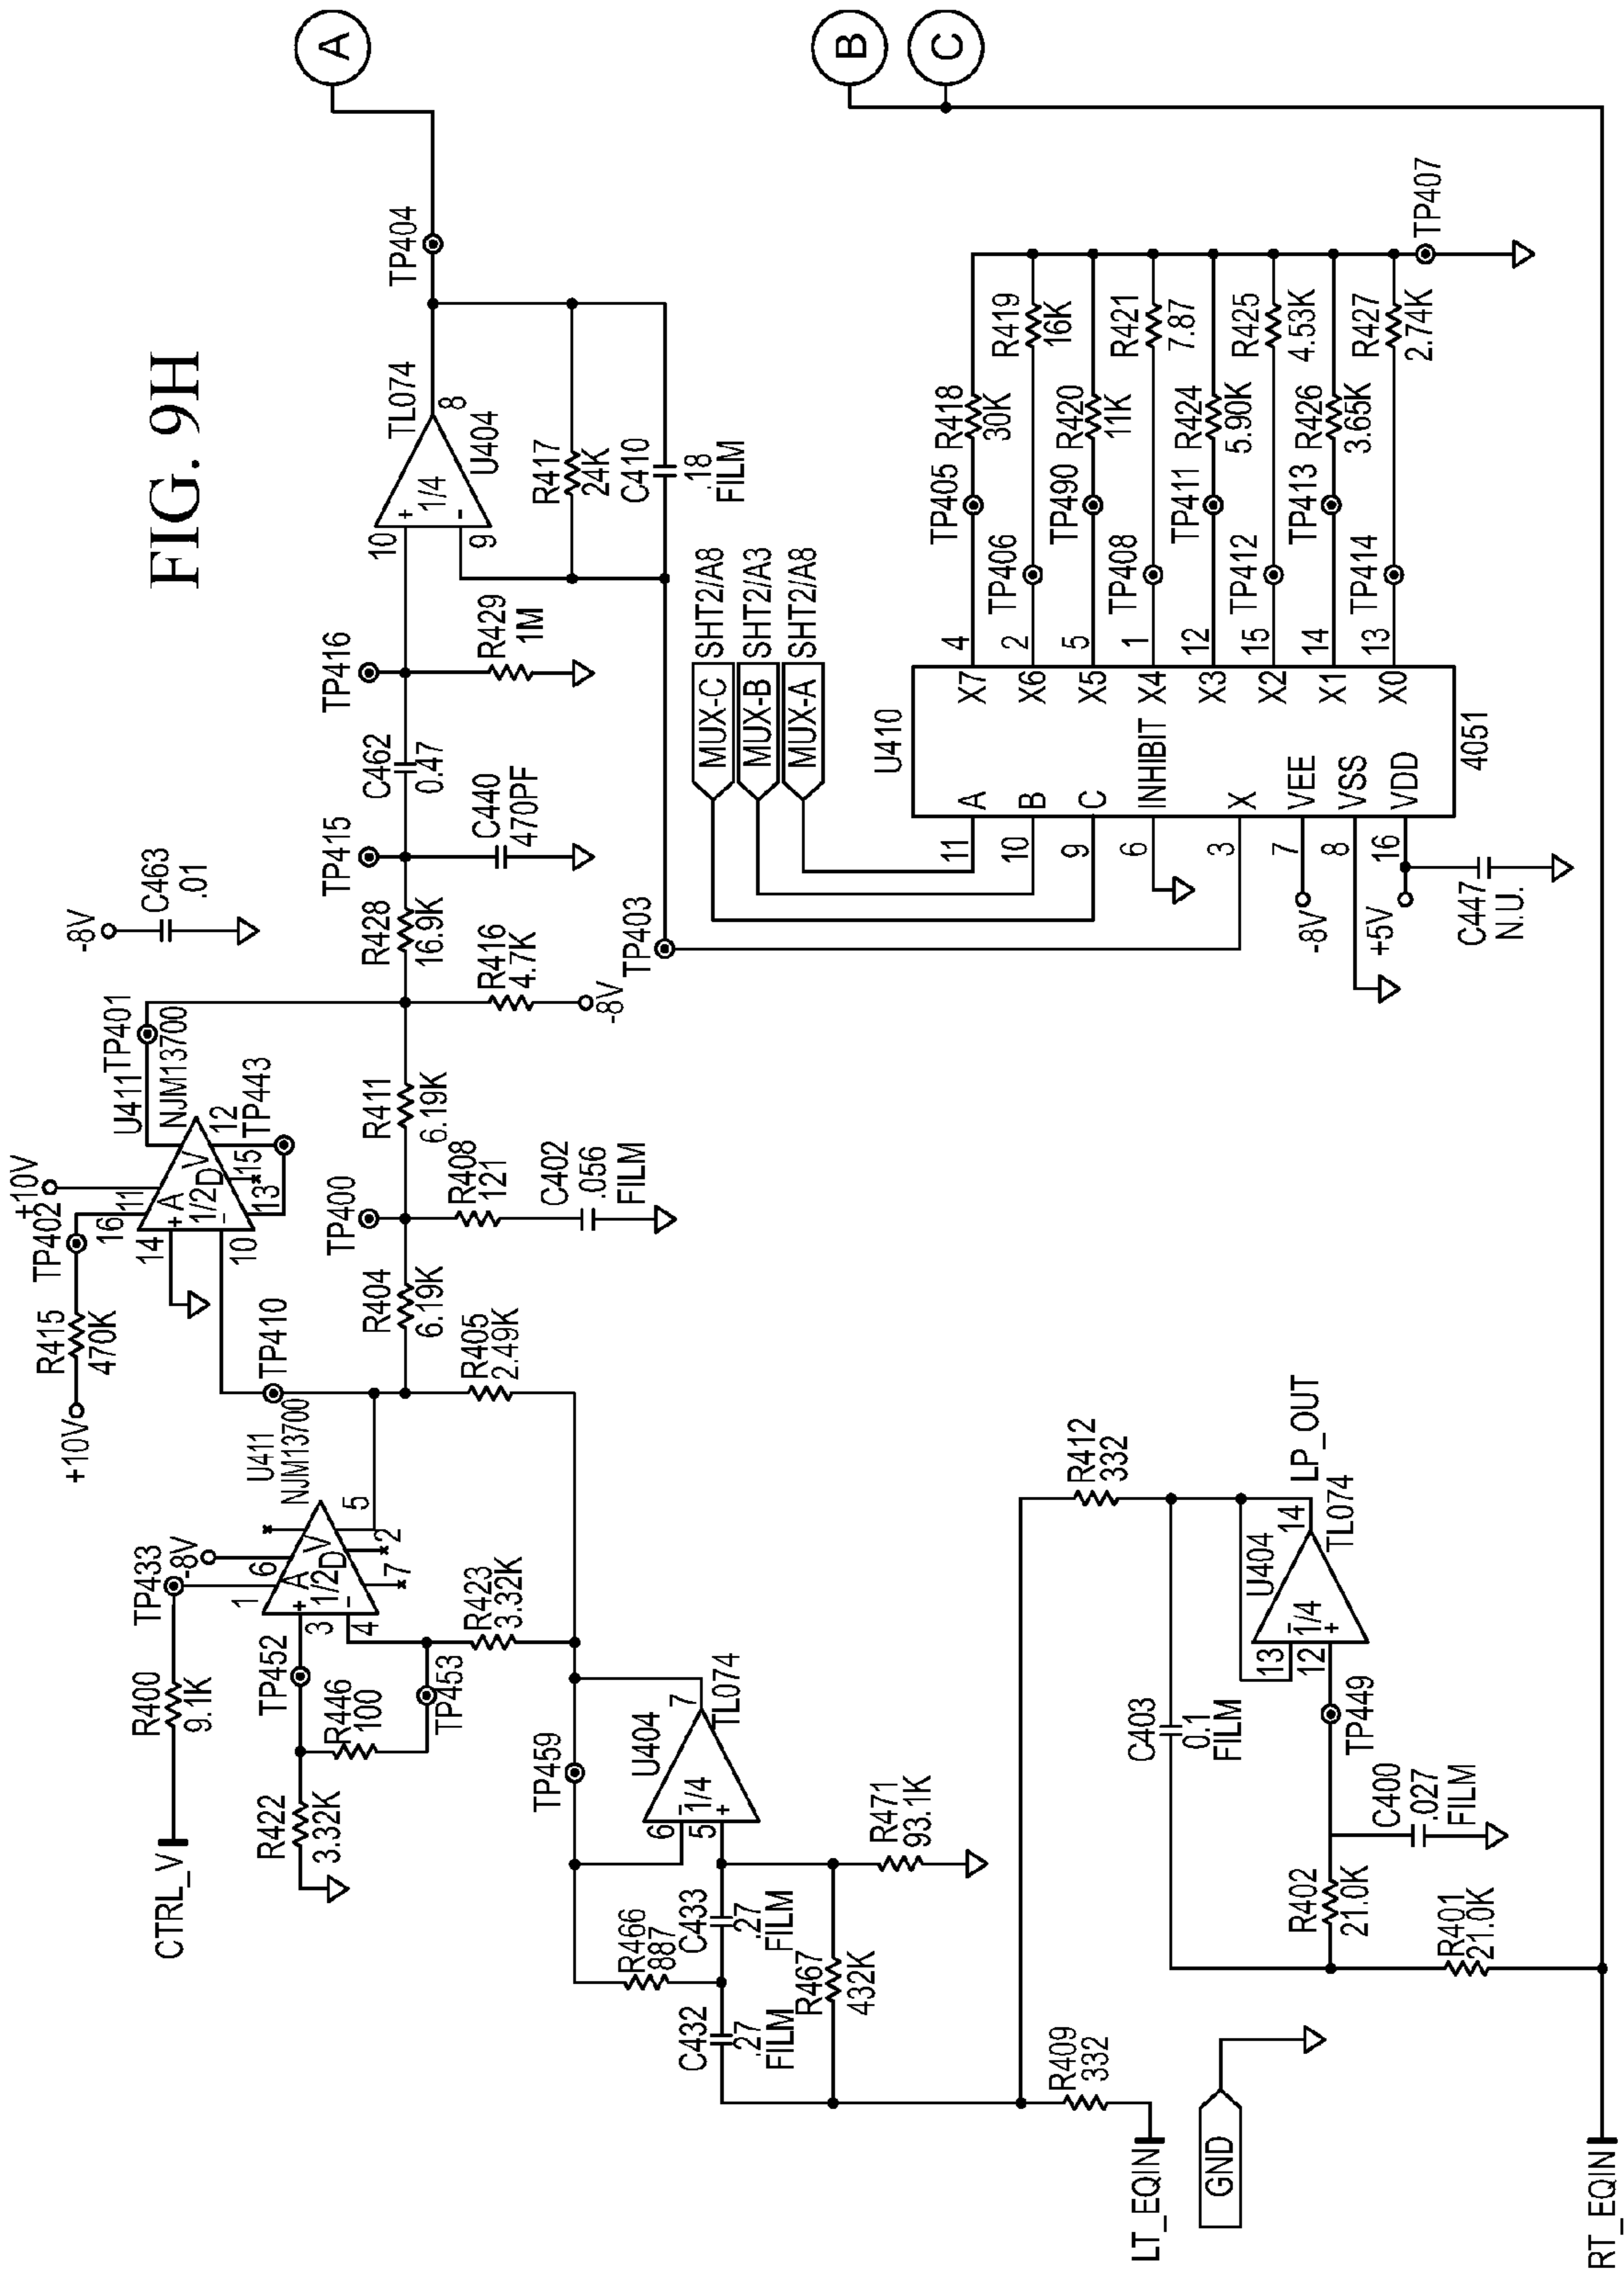 FIG. 9H
A
B
C
TP404
TL074
8
U404
1/4
+
-
10
9
R417
24K
C410
.18
FILM
TP416
R429
1M
C462
0.47
TP415
C440
470PF
-8V
C463
.01
R428
16.9K
R416
4.7K
-8V
TP403
TP401
U411
NJM13700
12
TP443
+10V
11
16
A
V
D
1/2
+
-
15
13
14
10
TP402
R415
470K
+10V
R411
6.19K
TP400
R408
121
C402
.056
FILM
R404
6.19K
TP410
R405
2.49K
U411
NJM13700
5
2
7
-8V
6
TP433
1
A
V
D
1/2
+
-
3
4
R400
9.1K
CTRL_V
TP452
R446
100
TP453
R422
3.32K
R423
3.32K
TP459
U404
7
TL074
1/4
-
+
6
5
R471
93.1K
R466
887
C433
.27
FILM
C432
.27
FILM
R467
432K
R409
332
LT_EQIN
GND
RT_EQIN
R412
332
LP_OUT
14
TL074
U404
1/4
-
+
13
12
C403
0.1
FILM
TP449
C400
.027
FILM
R402
21.0K
R401
21.0K
MUX-C SHT2/A8
MUX-B SHT2/A3
MUX-A SHT2/A8
U410
4051
A
B
C
INHIBIT
X
VEE
VSS
VDD
11
10
9
6
3
7
8
16
-8V
+5V
C447
N.U.
X7
X6
X5
X4
X3
X2
X1
X0
4
2
5
1
12
15
14
13
TP405
R418
30K
TP406
R419
16K
TP490
R420
11K
TP408
R421
7.87
TP411
R424
5.90K
TP412
R425
4.53K
TP413
R426
3.65K
TP414
R427
2.74K
TP407